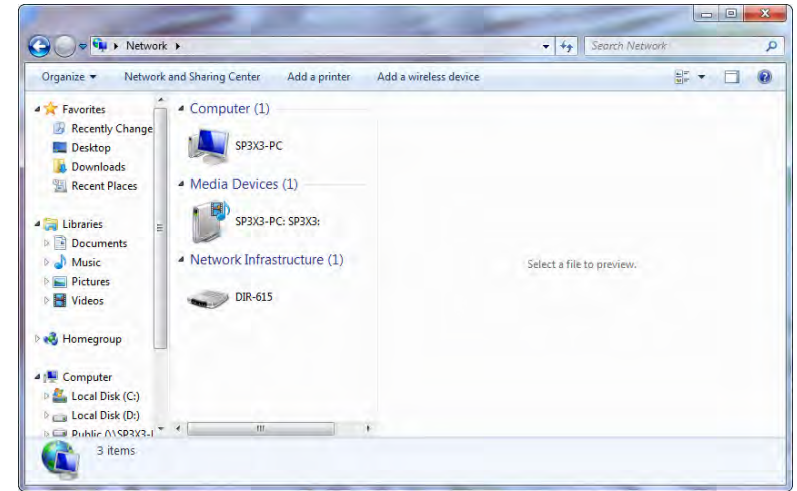 Network
Search Network
Organize Network and Sharing Center Add a printer Add a wireless device
Favorites
Recently Change
Desktop
Downloads
Recent Places
Libraries
Documents
Music
Pictures
Videos
Homegroup
Computer
Local Disk (C:)
Local Disk (D:)
Public (\\SP3X3-
Computer (1)
SP3X3-PC
Media Devices (1)
SP3X3-PC: SP3X3:
Network Infrastructure (1)
DIR-615
Select a file to preview.
3 items